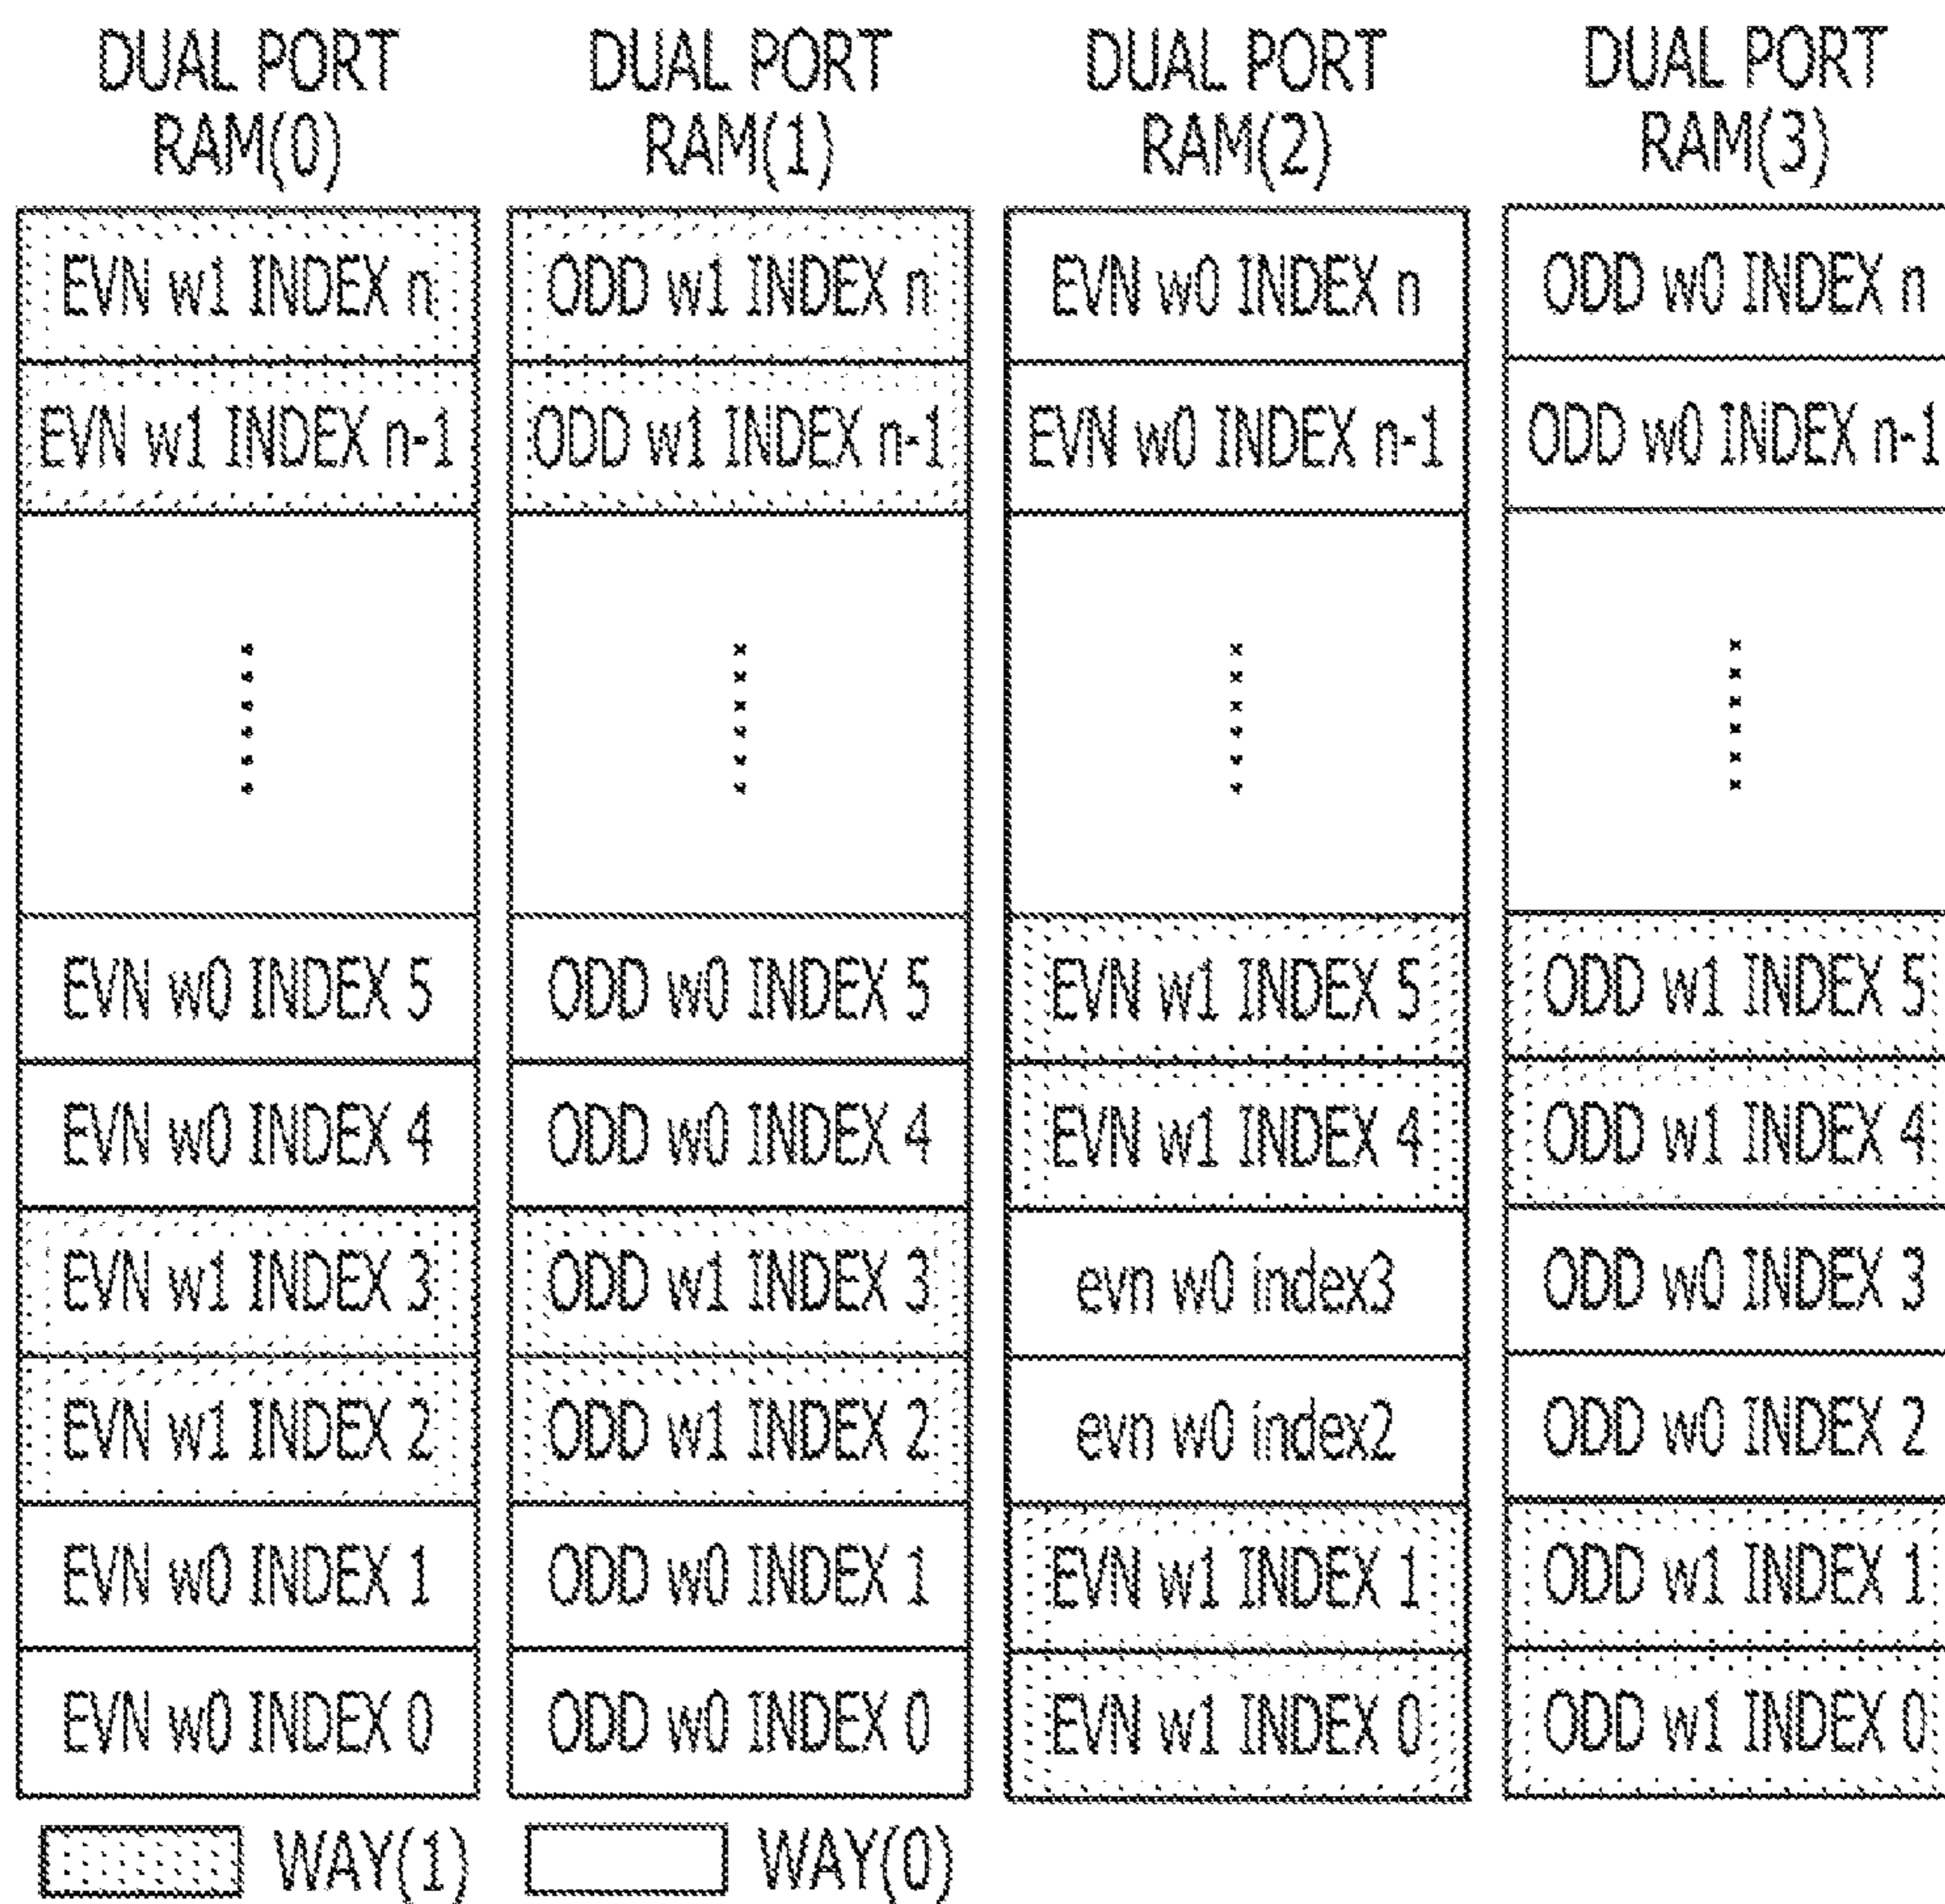 DUAL PORT
RAM(0)
DUAL PORT
RAM(1)
DUAL PORT
RAM(2)
DUAL PORT
RAM(3)
EVN w1 INDEX n
ODD w1 INDEX n
EVN w0 INDEX n
ODD w0 INDEX n
EVN w1 INDEX n-1
ODD w1 INDEX n-1
EVN w0 INDEX n-1
ODD w0 INDEX n-1
EVN w0 INDEX 5
ODD w0 INDEX 5
EVN w1 INDEX 5
ODD w1 INDEX 5
EVN w0 INDEX 4
ODD w0 INDEX 4
EVN w1 INDEX 4
ODD w1 INDEX 4
EVN w1 INDEX 3
ODD w1 INDEX 3
evn w0 index3
ODD w0 INDEX 3
EVN w1 INDEX 2
ODD w1 INDEX 2
evn w0 index2
ODD w0 INDEX 2
EVN w0 INDEX 1
ODD w0 INDEX 1
EVN w1 INDEX 1
ODD w1 INDEX 1
EVN w0 INDEX 0
ODD w0 INDEX 0
EVN w1 INDEX 0
ODD w1 INDEX 0
WAY(1)
WAY(0)